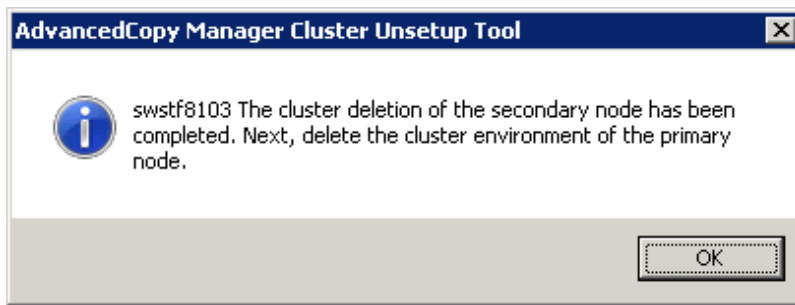 AdvancedCopy Manager Cluster Unsetup Tool
swstf8103 The cluster deletion of the secondary node has been
completed. Next, delete the cluster environment of the primary
node.
OK